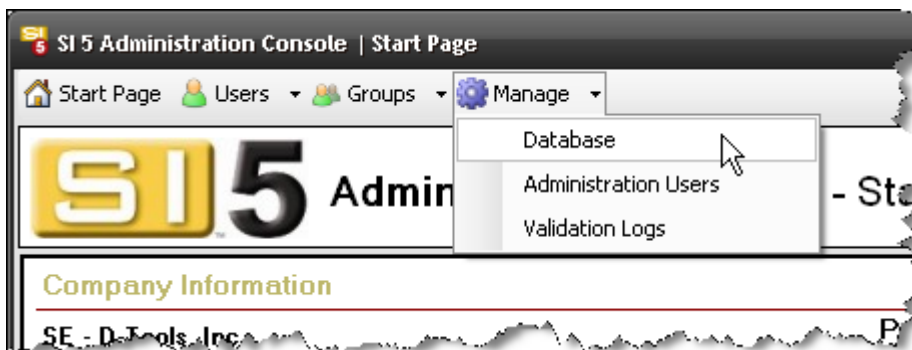 SI 5 Administration Console | Start Page
Start Page Users Groups Manage
Database
Administration Users
Validation Logs
SI 5 Admin - Sta
Company Information
SE - D-Tools, Inc